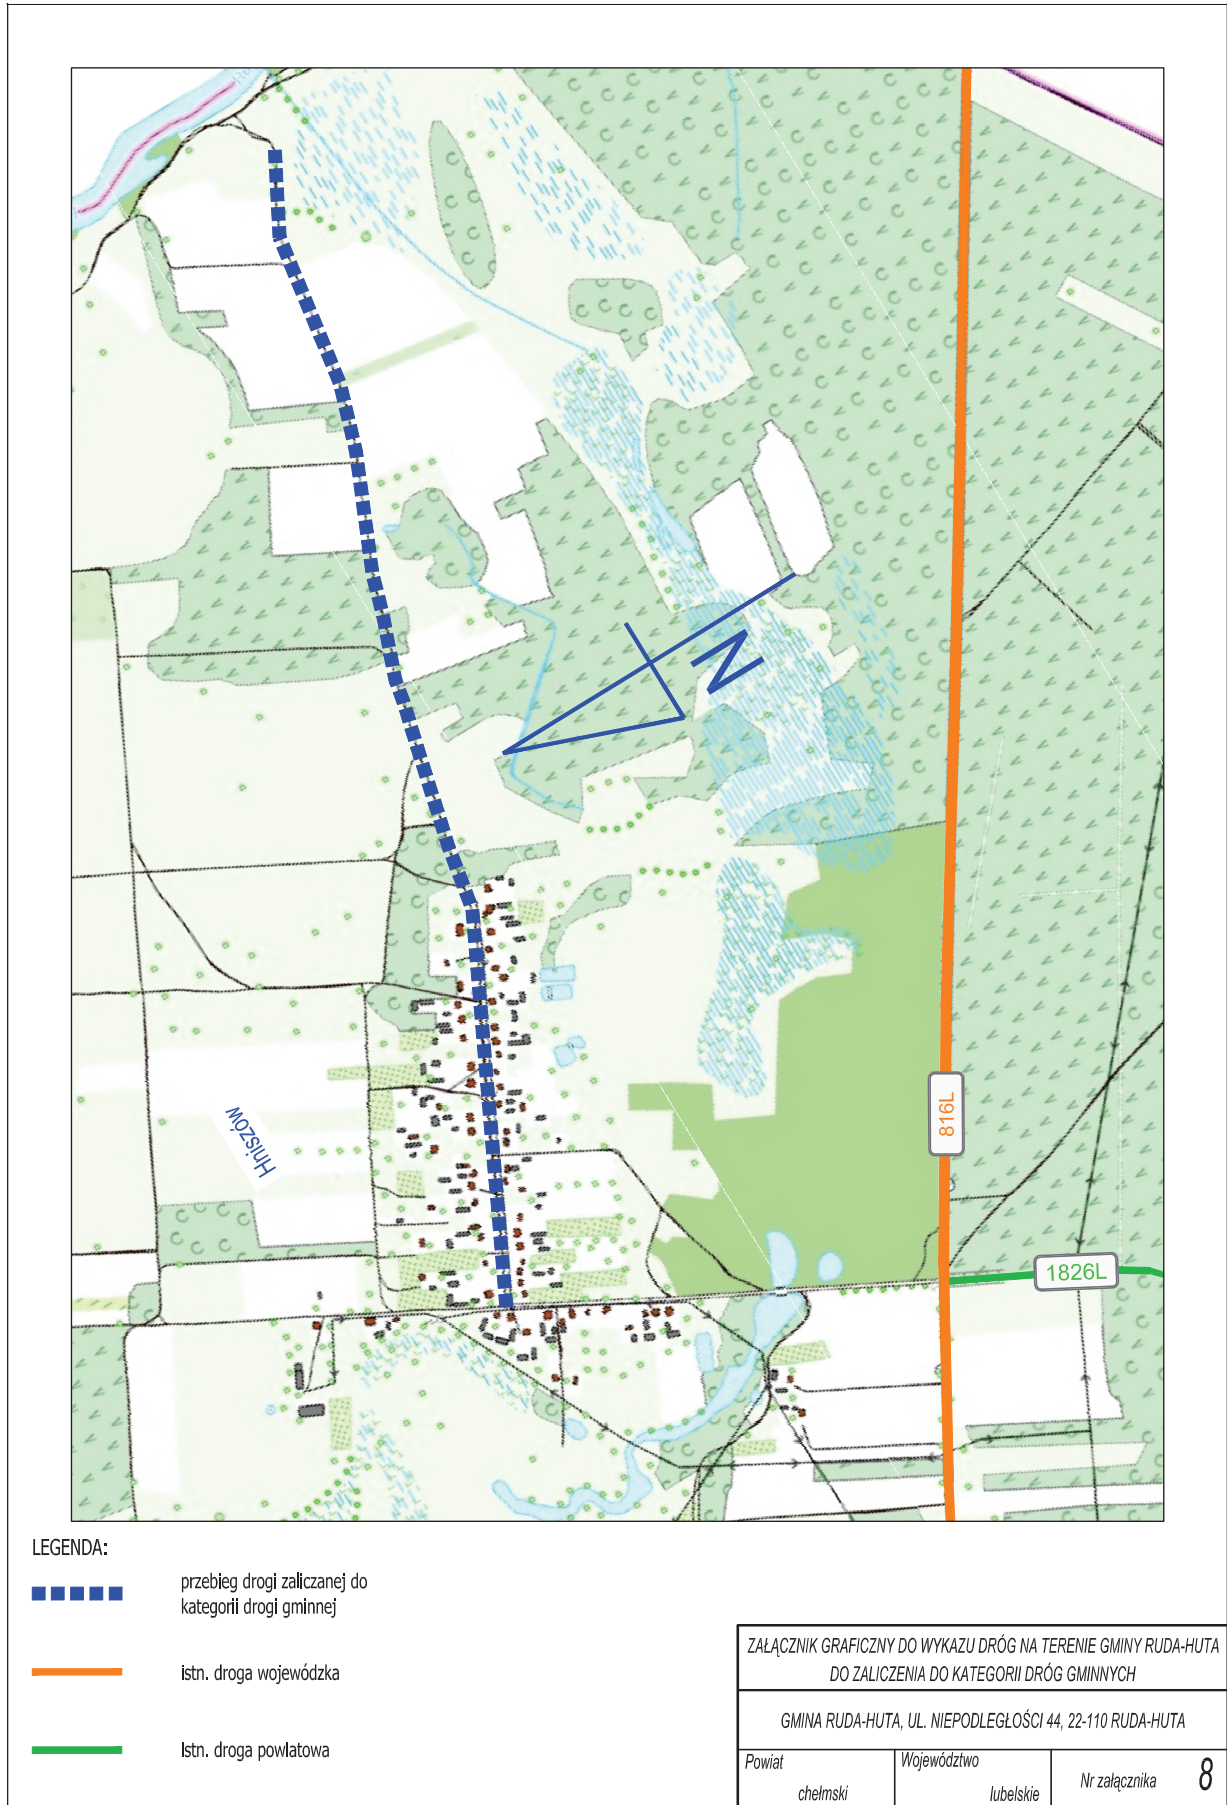 N
816L
Hniszów
1826L
LEGENDA:
przebieg drogi zaliczanej do
kategorii drogi gminnej
istn. droga wojewódzka
istn. droga powiatowa
ZAŁĄCZNIK GRAFICZNY DO WYKAZU DRÓG NA TERENIE GMINY RUDA-HUTA
DO ZALICZENIA DO KATEGORII DRÓG GMINNYCH
GMINA RUDA-HUTA, UL. NIEPODLEGŁOŚCI 44, 22-110 RUDA-HUTA
Powiat
chełmski
Województwo
lubelskie
Nr załącznika 8